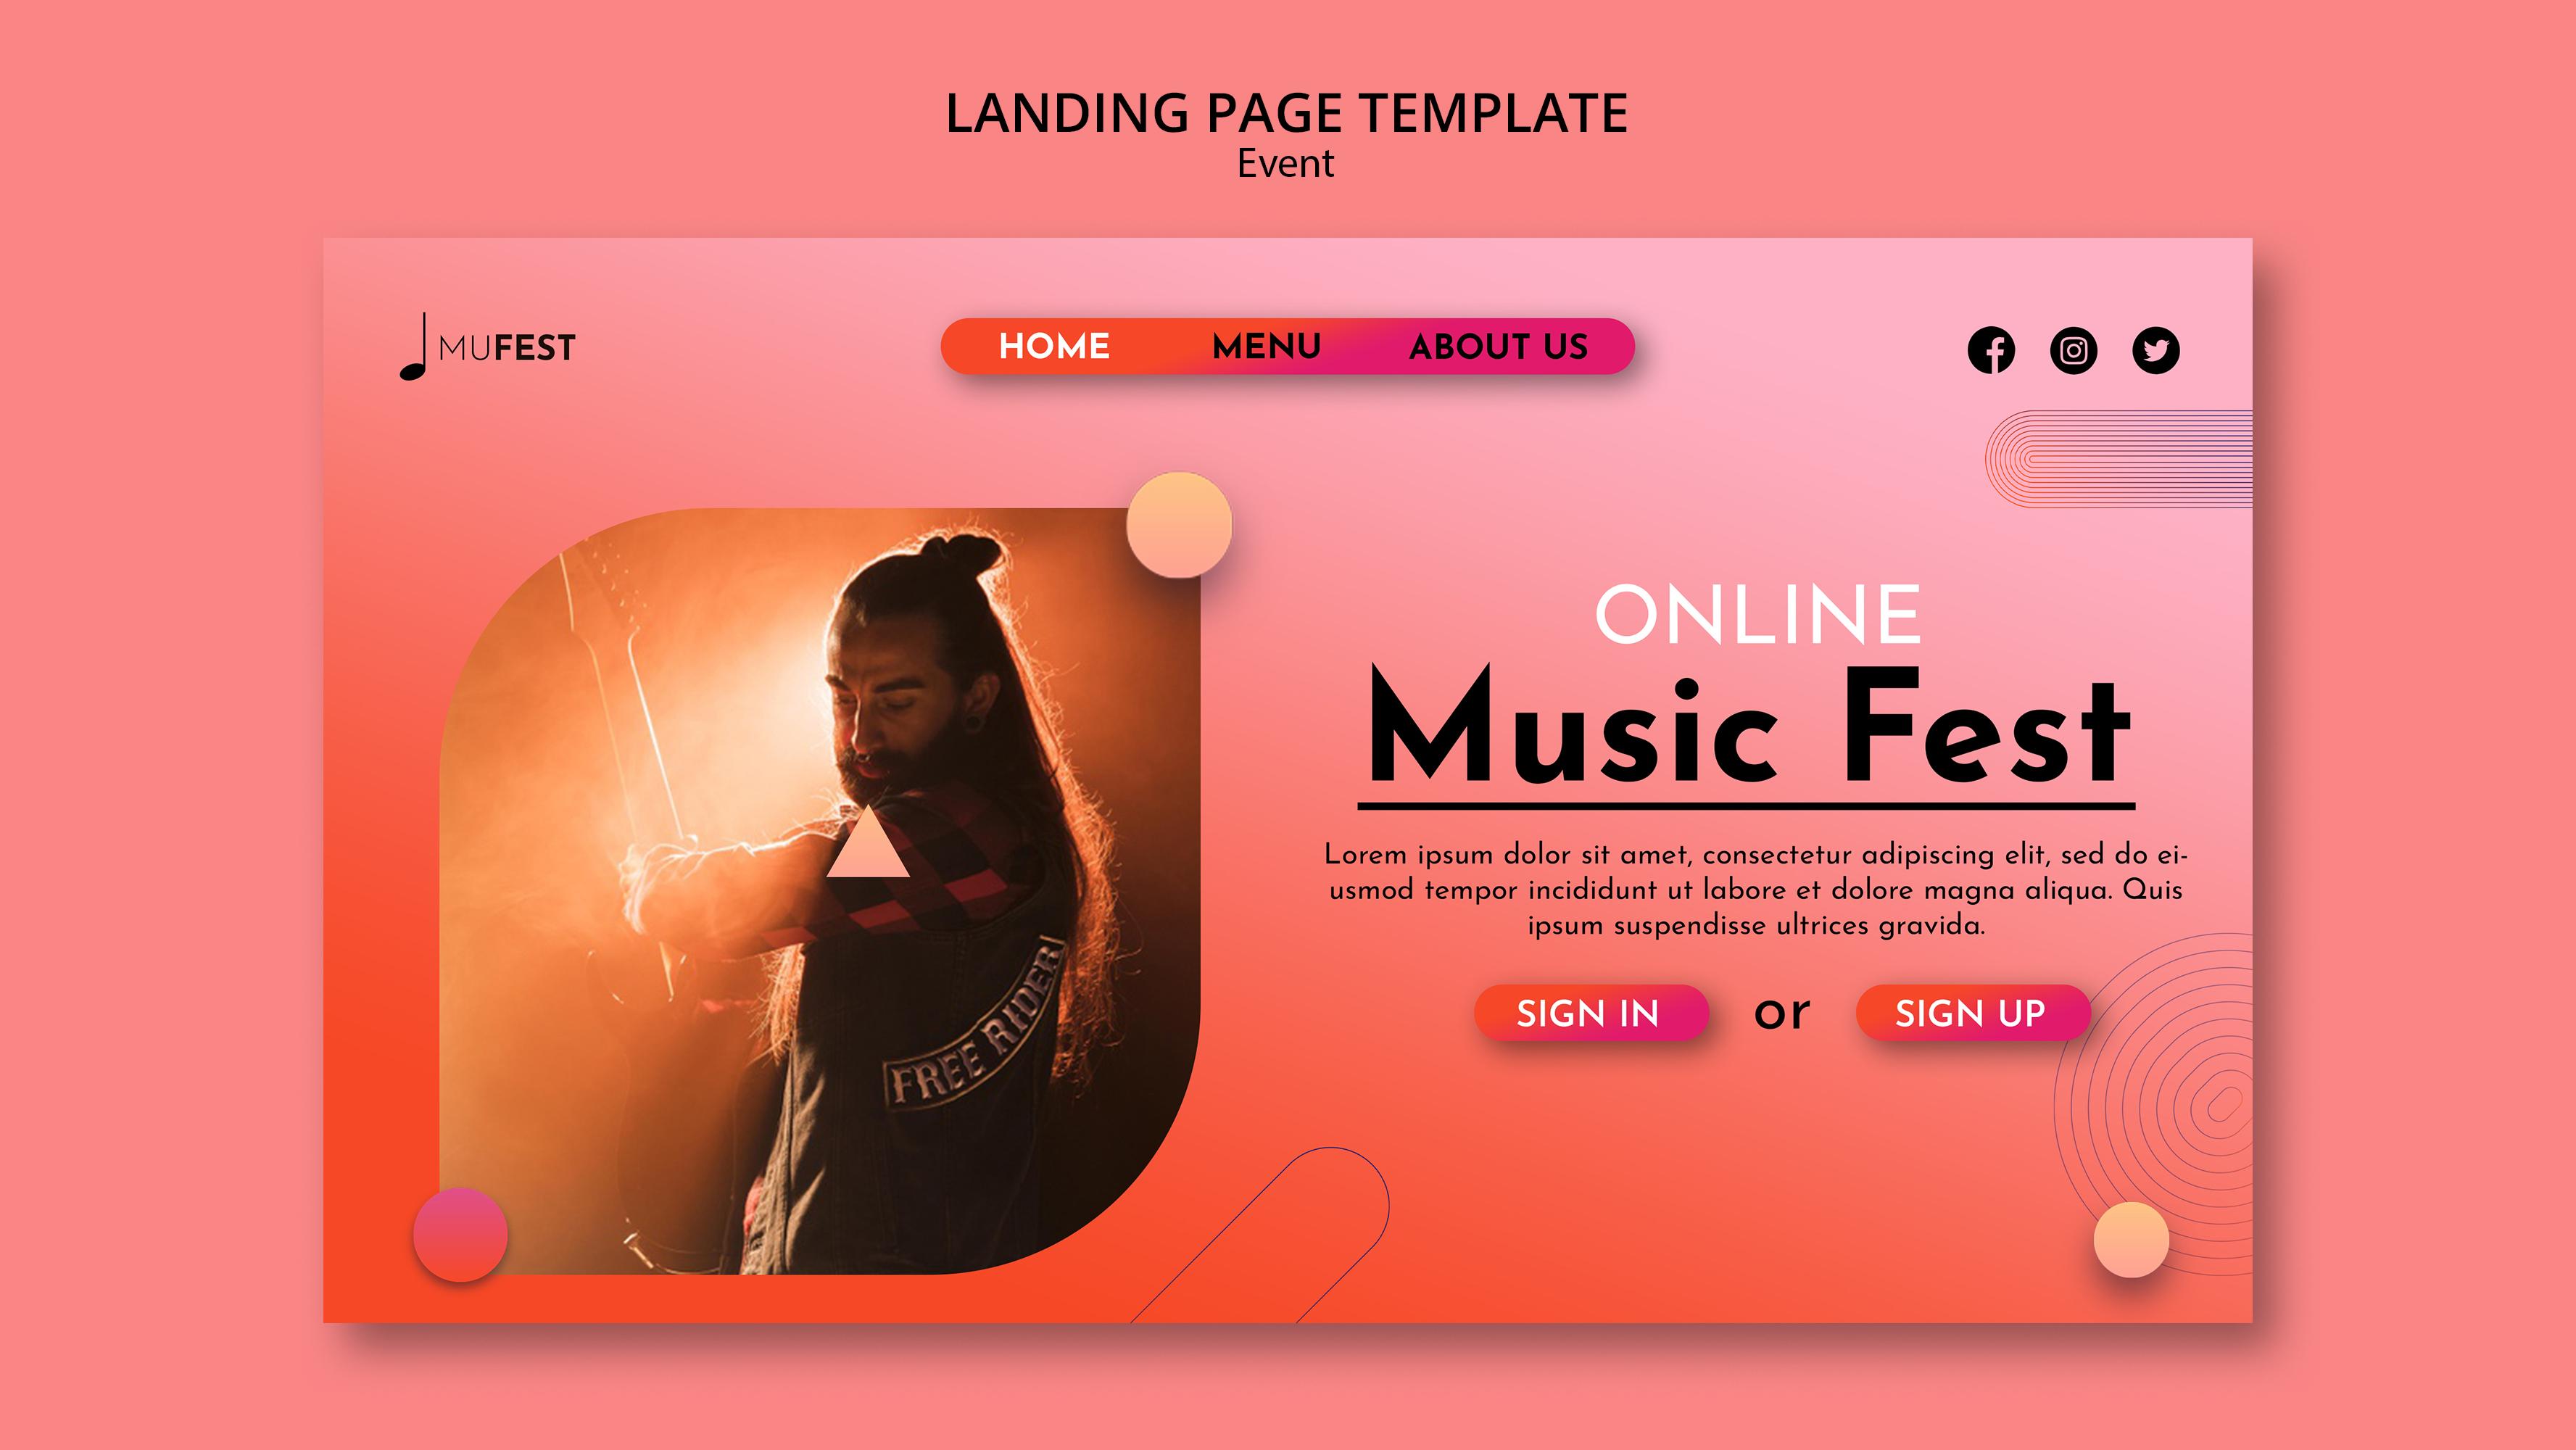 LANDING PAGE TEMPLATE
Event
MUFEST
HOME MENU ABOUT US
ONLINE
Music Fest
Lorem ipsum dolor sit amet, consectetur adipiscing elit, sed do ei-
usmod tempor incididunt ut labore et dolore magna aliqua. Quis
ipsum suspendisse ultrices gravida.
SIGN IN or SIGN UP
FREE RIDER